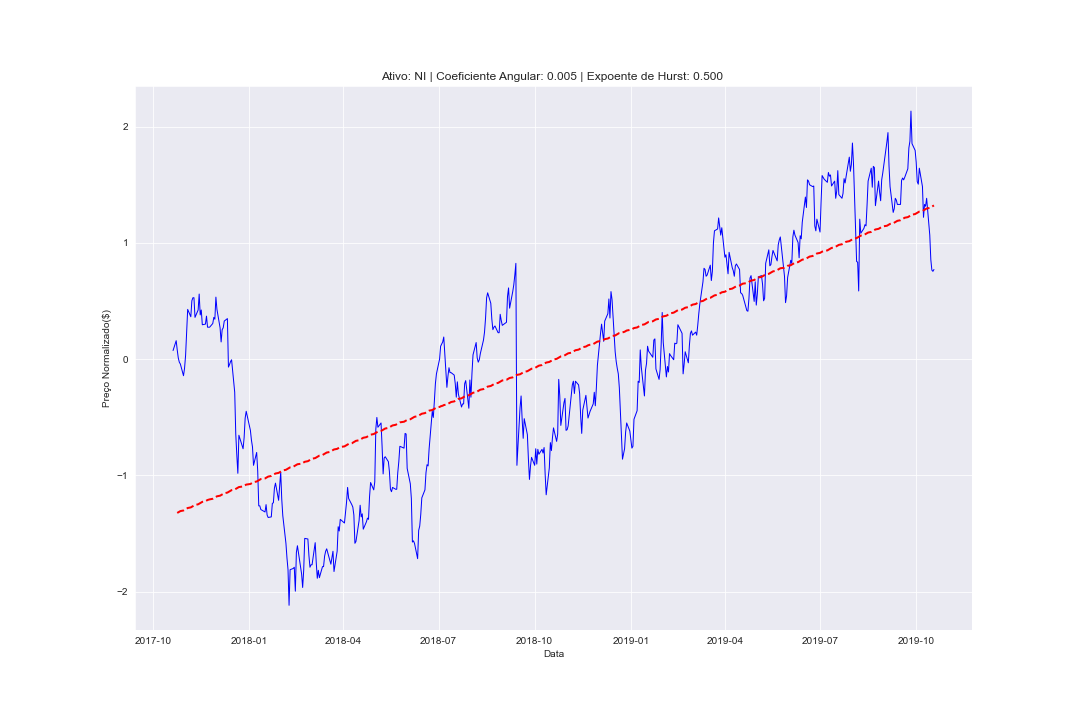 Ativo: NI | Coeficiente Angular: 0.005 | Expoente de Hurst: 0.500
Preço Normalizado($)
2
1
0
−1
−2
2017-10 2018-01 2018-04 2018-07 2018-10 2019-01 2019-04 2019-07 2019-10
Data